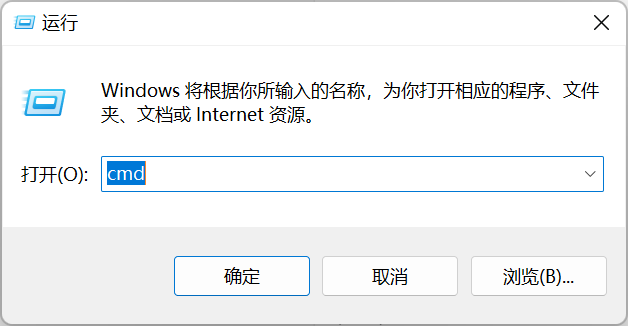 运行
Windows 将根据你所输入的名称，为你打开相应的程序、文件
夹、文档或 Internet 资源。
打开(O): cmd
确定 取消 浏览(B)...